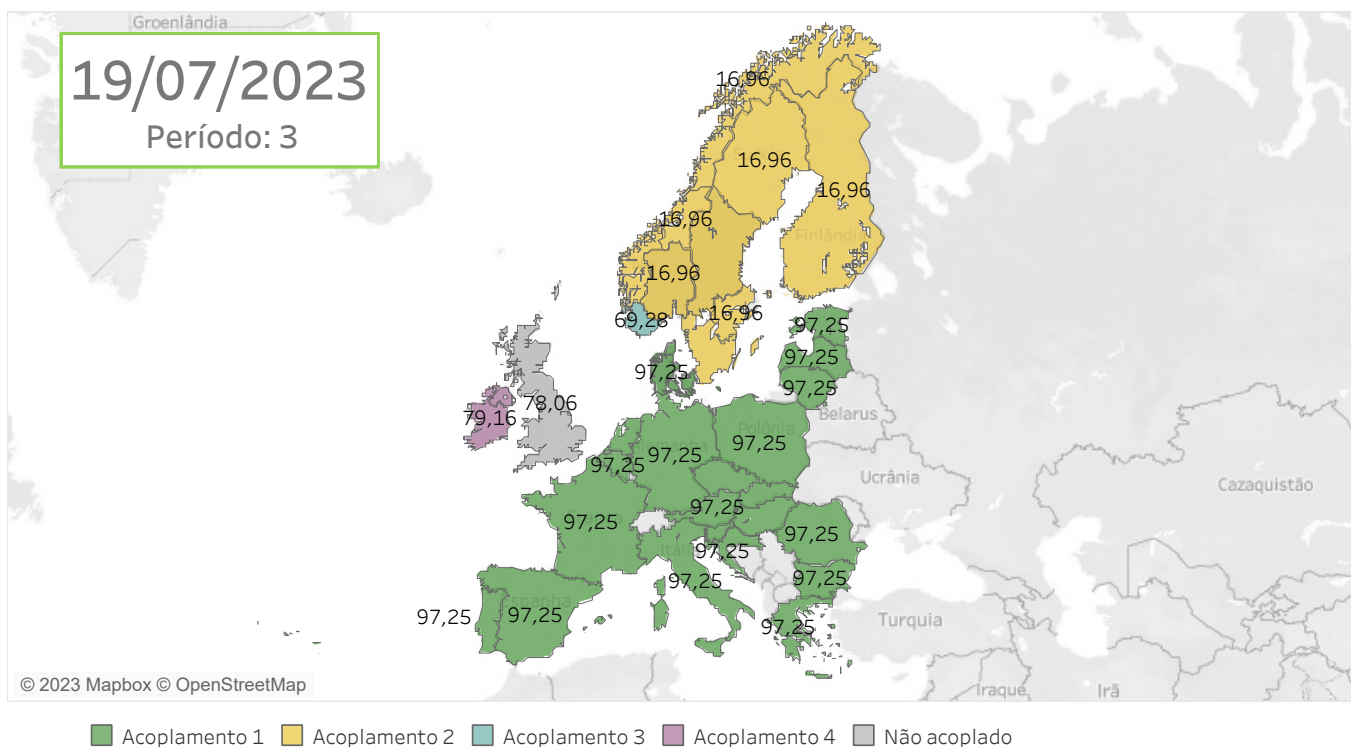 Groenlândia
19/07/2023
Período: 3
16,96
16,96
16,96
16,96
Finlândia
16,96
69,28
16,96
97,25
97,25
97,25
97,25
Belarus
79,16
78,06
Polônia
97,25
97,25
97,25
Ucrânia
Cazaquistão
97,25
97,25
97,25
97,25
Itália
97,25
97,25
Espanha
97,25
97,25
97,25
Turquia
© 2023 Mapbox © OpenStreetMap
Iraque
Irã
Acoplamento 1
Acoplamento 2
Acoplamento 3
Acoplamento 4
Não acoplado